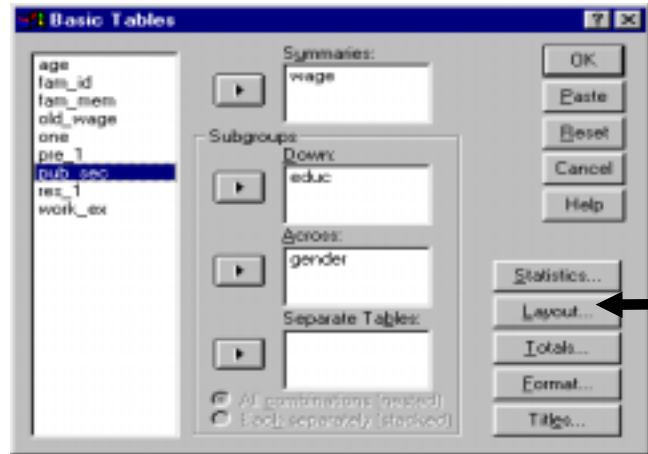 Basic Tables
age
fam_id
fam_mem
old_wage
one
pre_1
pub_sec
res_1
work_ex
Summaries:
wage
Subgroups
Down:
educ
Across:
gender
Separate Tables:
All combinations (nested)
Each separately (stacked)
OK
Paste
Reset
Cancel
Help
Statistics...
Layout...
Totals...
Format...
Titles...